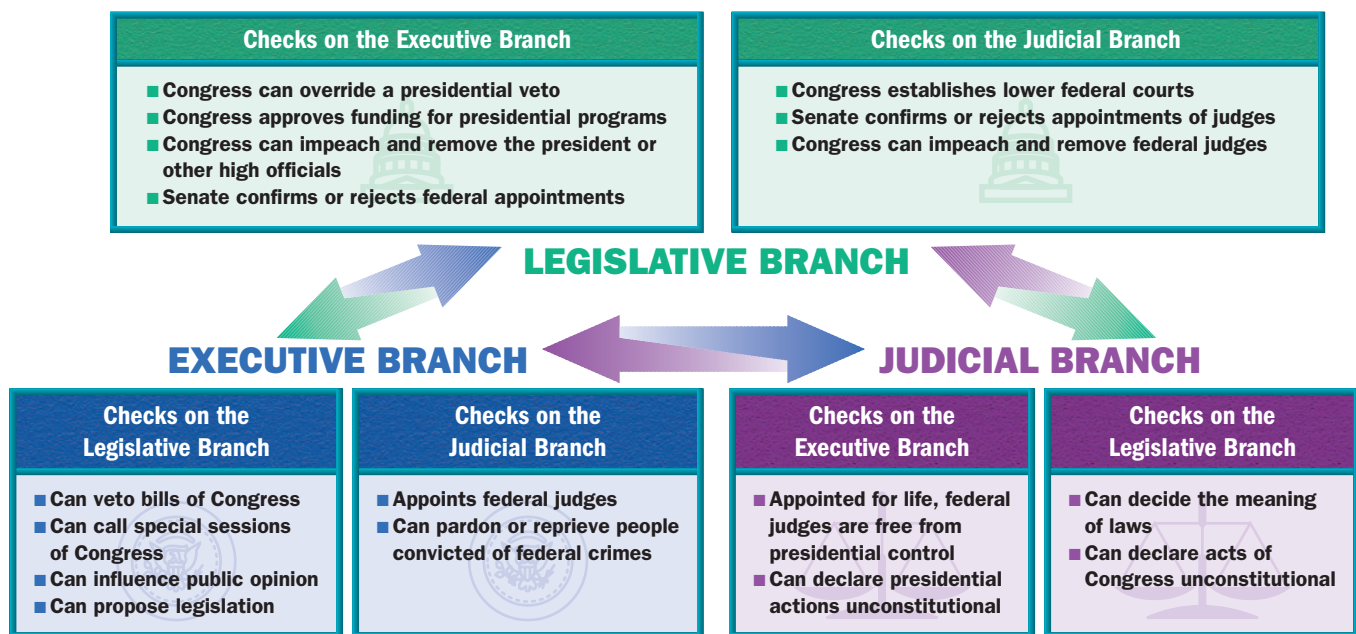 Checks on the Executive Branch
■ Congress can override a presidential veto
■ Congress approves funding for presidential programs
■ Congress can impeach and remove the president or
other high officials
■ Senate confirms or rejects federal appointments
Checks on the Judicial Branch
■ Congress establishes lower federal courts
■ Senate confirms or rejects appointments of judges
■ Congress can impeach and remove federal judges
LEGISLATIVE BRANCH
EXECUTIVE BRANCH
JUDICIAL BRANCH
Checks on the
Legislative Branch
■ Can veto bills of Congress
■ Can call special sessions
of Congress
■ Can influence public opinion
■ Can propose legislation
Checks on the
Judicial Branch
■ Appoints federal judges
■ Can pardon or reprieve people
convicted of federal crimes
Checks on the
Executive Branch
■ Appointed for life, federal
judges are free from
presidential control
■ Can declare presidential
actions unconstitutional
Checks on the
Legislative Branch
■ Can decide the meaning
of laws
■ Can declare acts of
Congress unconstitutional